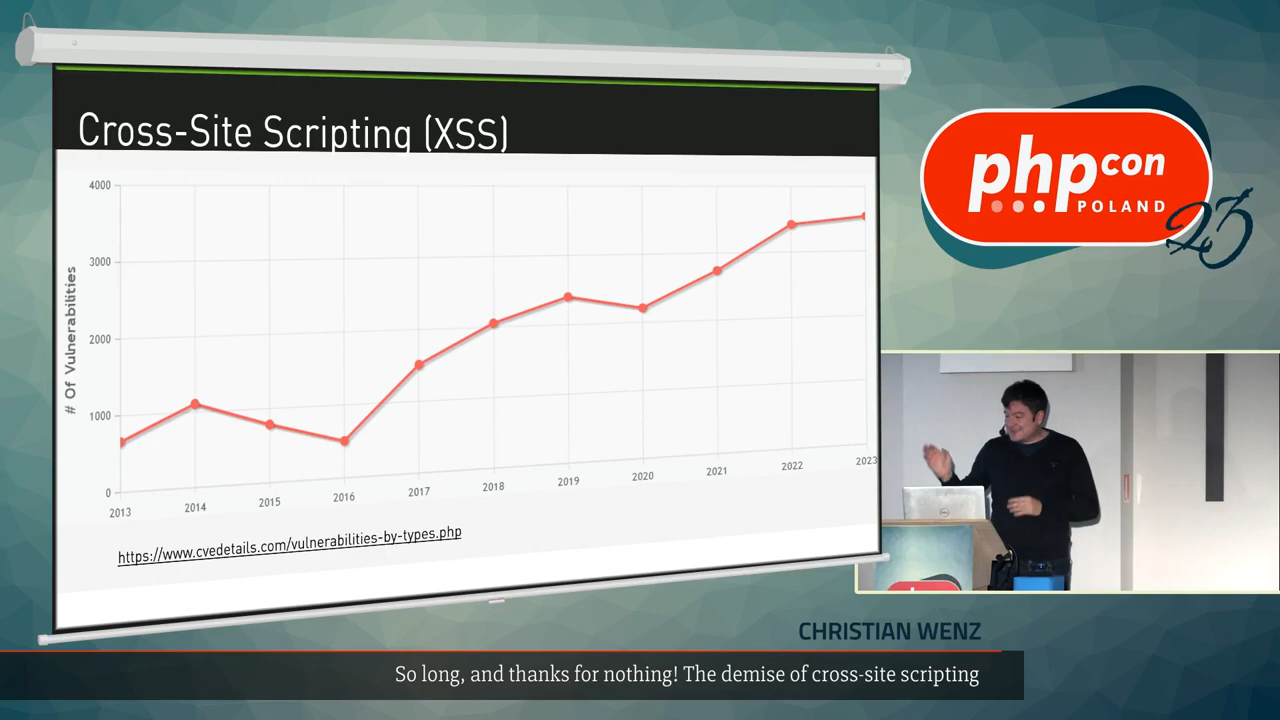 Cross-Site Scripting (XSS)
# Of Vulnerabilities
4000
3000
2000
1000
0
2013
2014
2015
2016
2017
2018
2019
2020
2021
2022
2023
https://www.cvedetails.com/vulnerabilities-by-types.php
phpcon
POLAND
23
CHRISTIAN WENZ
So long, and thanks for nothing! The demise of cross-site scripting